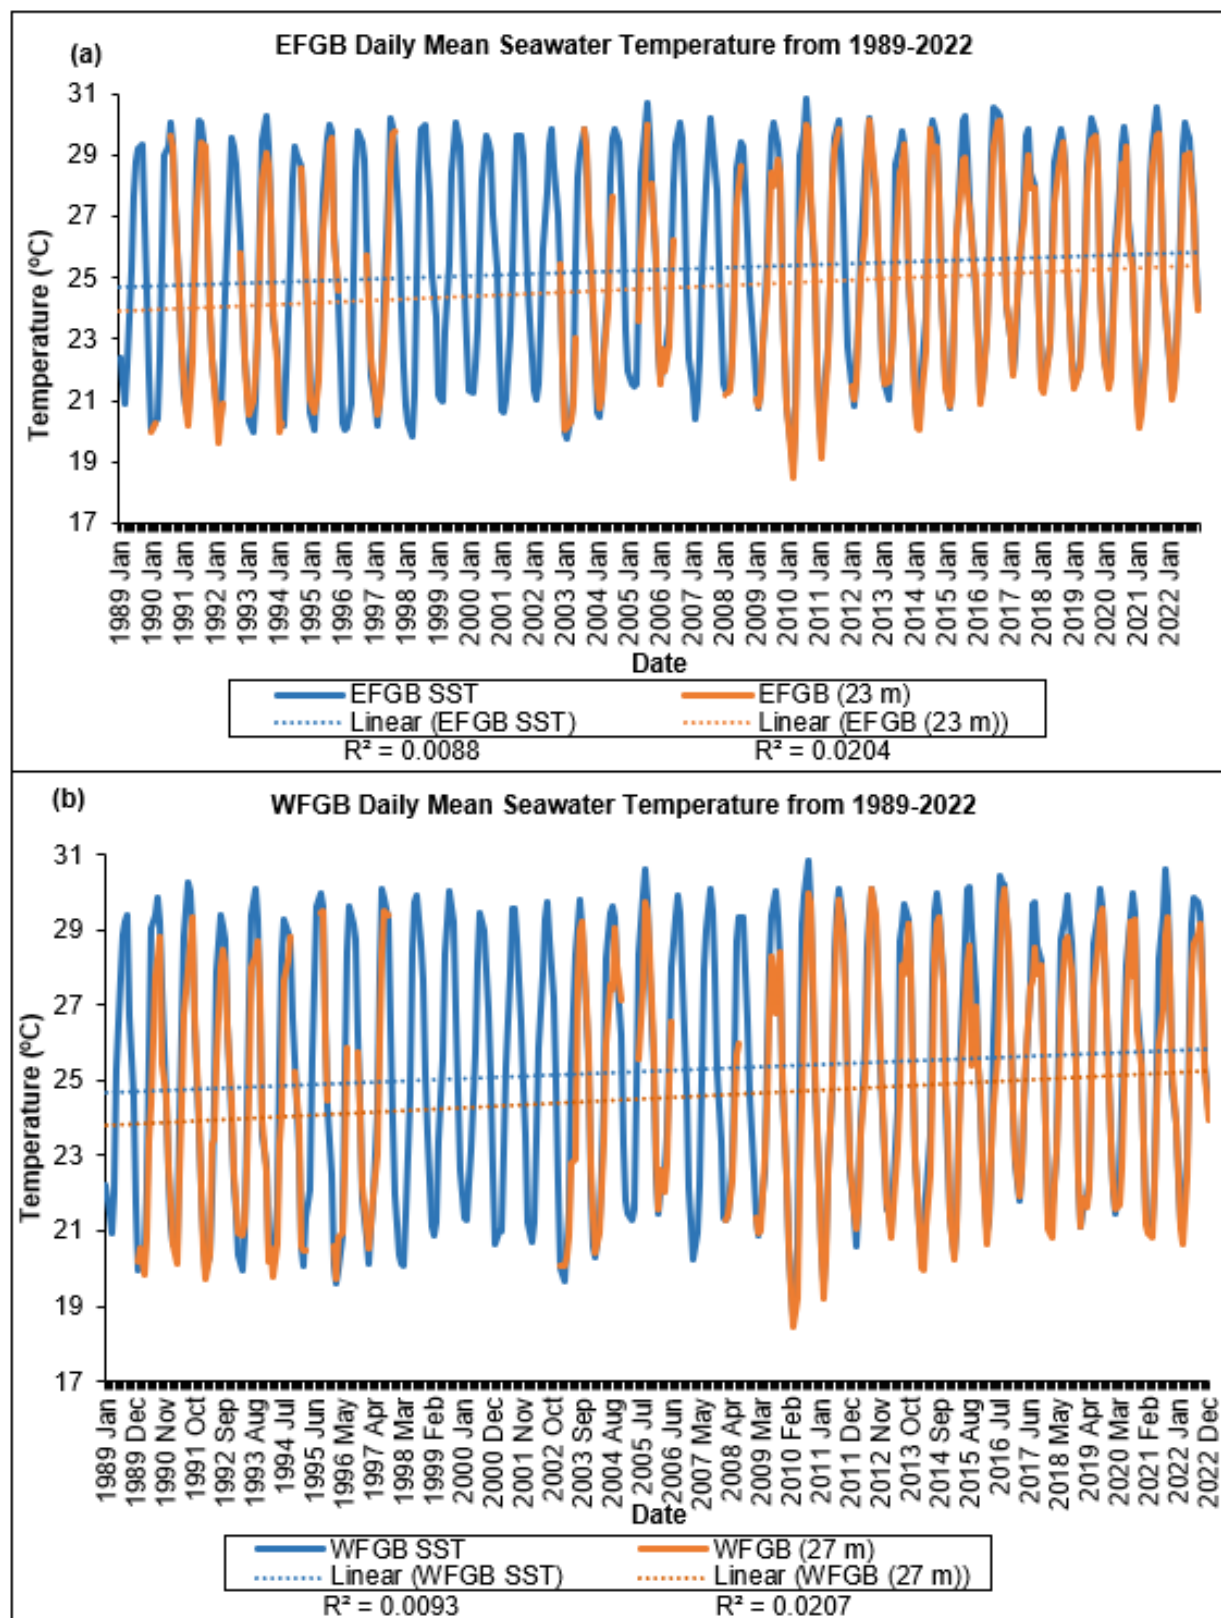 (a)
EFGB Daily Mean Seawater Temperature from 1989-2022
31
29
27
25
23
21
19
17
Temperature (ºC)
1989 Jan
1990 Jan
1991 Jan
1992 Jan
1993 Jan
1994 Jan
1995 Jan
1996 Jan
1997 Jan
1998 Jan
1999 Jan
2000 Jan
2001 Jan
2002 Jan
2003 Jan
2004 Jan
2005 Jan
2006 Jan
2007 Jan
2008 Jan
2009 Jan
2010 Jan
2011 Jan
2012 Jan
2013 Jan
2014 Jan
2015 Jan
2016 Jan
2017 Jan
2018 Jan
2019 Jan
2020 Jan
2021 Jan
2022 Jan
Date
EFGB SST EFGB (23 m)
Linear (EFGB SST) Linear (EFGB (23 m))
R² = 0.0088 R² = 0.0204
(b)
WFGB Daily Mean Seawater Temperature from 1989-2022
31
29
27
25
23
21
19
17
Temperature (ºC)
1989 Jan
1989 Dec
1990 Nov
1991 Oct
1992 Sep
1993 Aug
1994 Jul
1995 Jun
1996 May
1997 Apr
1998 Mar
1999 Feb
2000 Jan
2000 Dec
2001 Nov
2002 Oct
2003 Sep
2004 Aug
2005 Jul
2006 Jun
2007 May
2008 Apr
2009 Mar
2010 Feb
2011 Jan
2011 Dec
2012 Nov
2013 Oct
2014 Sep
2015 Aug
2016 Jul
2017 Jun
2018 May
2019 Apr
2020 Mar
2021 Feb
2022 Jan
2022 Dec
Date
WFGB SST WFGB (27 m)
Linear (WFGB SST) Linear (WFGB (27 m))
R² = 0.0093 R² = 0.0207